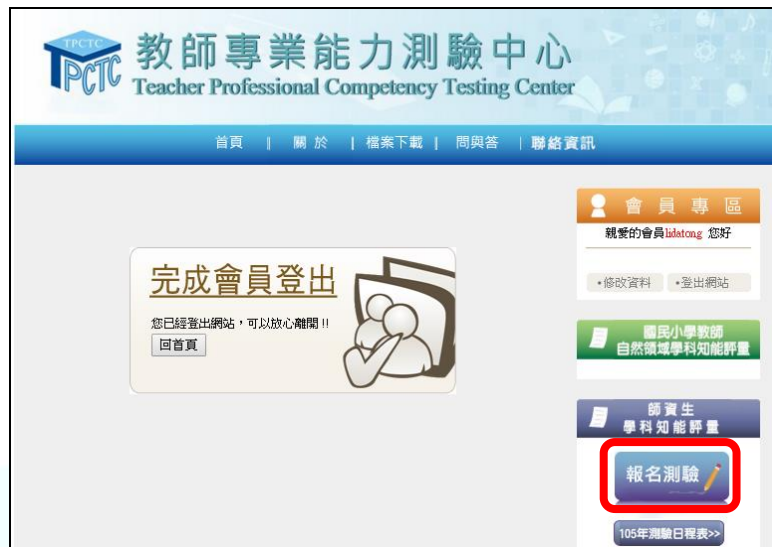 TPCTC
TPCTC
教師專業能力測驗中心
Teacher Professional Competency Testing Center
首頁 | 關於 | 檔案下載 | 問與答 | 聯絡資訊
會員專區
親愛的會員lidatong 您好
•修改資料 •登出網站
完成會員登出
您已經登出網站，可以放心離開!!
回首頁
國民小學教師
自然領域學科知能評量
師資生
學科知能評量
報名測驗
105年測驗日程表>>